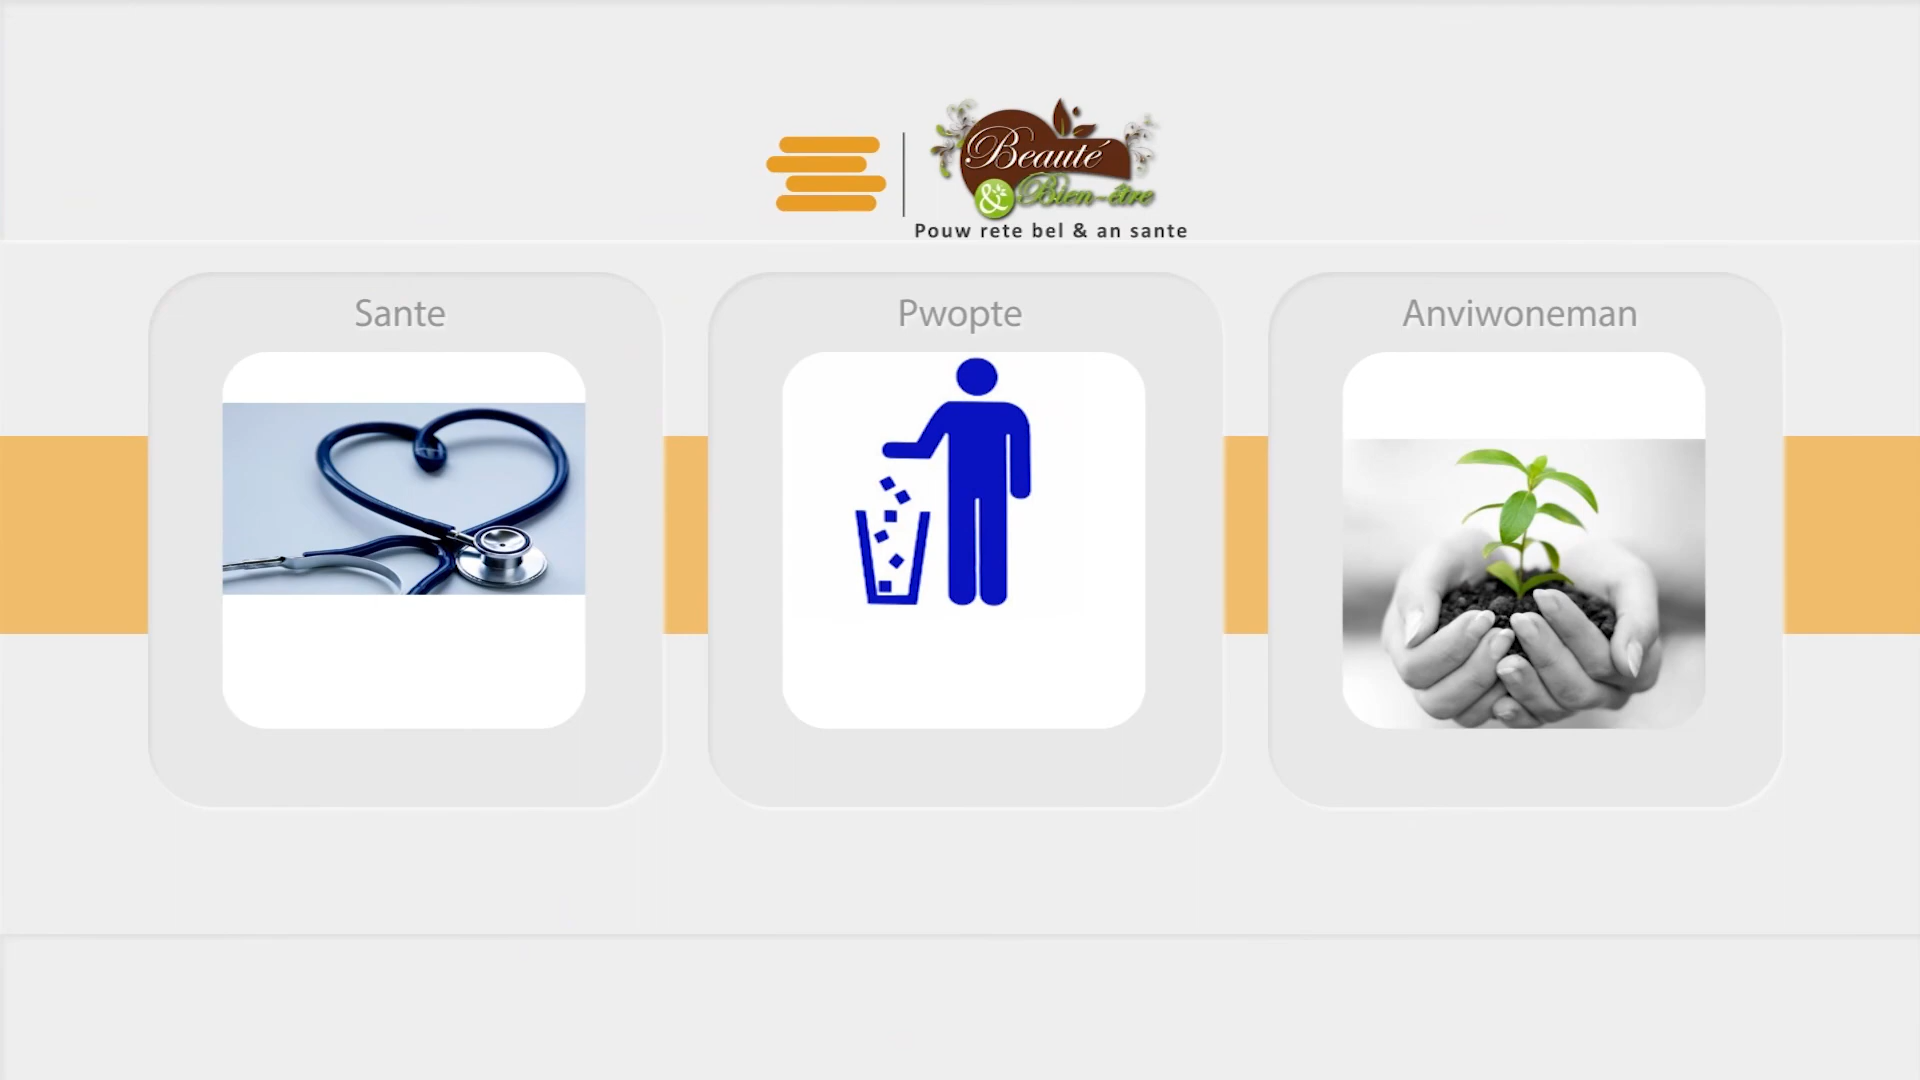 Beauté
& Bien-être
Pouw rete bel & an sante
Sante
Pwopte
Anviwoneman